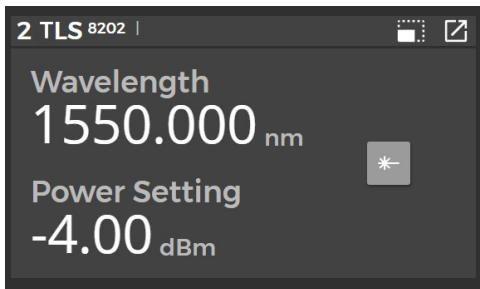 2 TLS 8202 |
Wavelength
1550.000 nm
Power Setting
-4.00 dBm